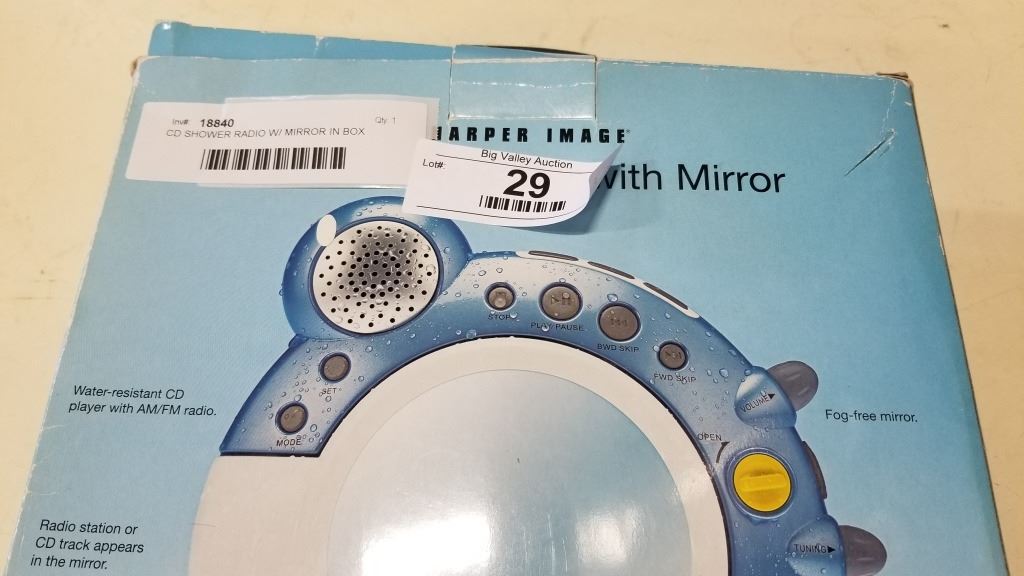 Inv#: 18840 Qty. 1
CD SHOWER RADIO W/ MIRROR IN BOX
HARPER IMAGE
Big Valley Auction
Lot#: 29
with Mirror
STOP
PLAY/PAUSE
BWD SKIP
FWD SKIP
SET
MODE
VOLUME
Water-resistant CD
player with AM/FM radio.
Fog-free mirror.
OPEN
TUNING
Radio station or
CD track appears
in the mirror.